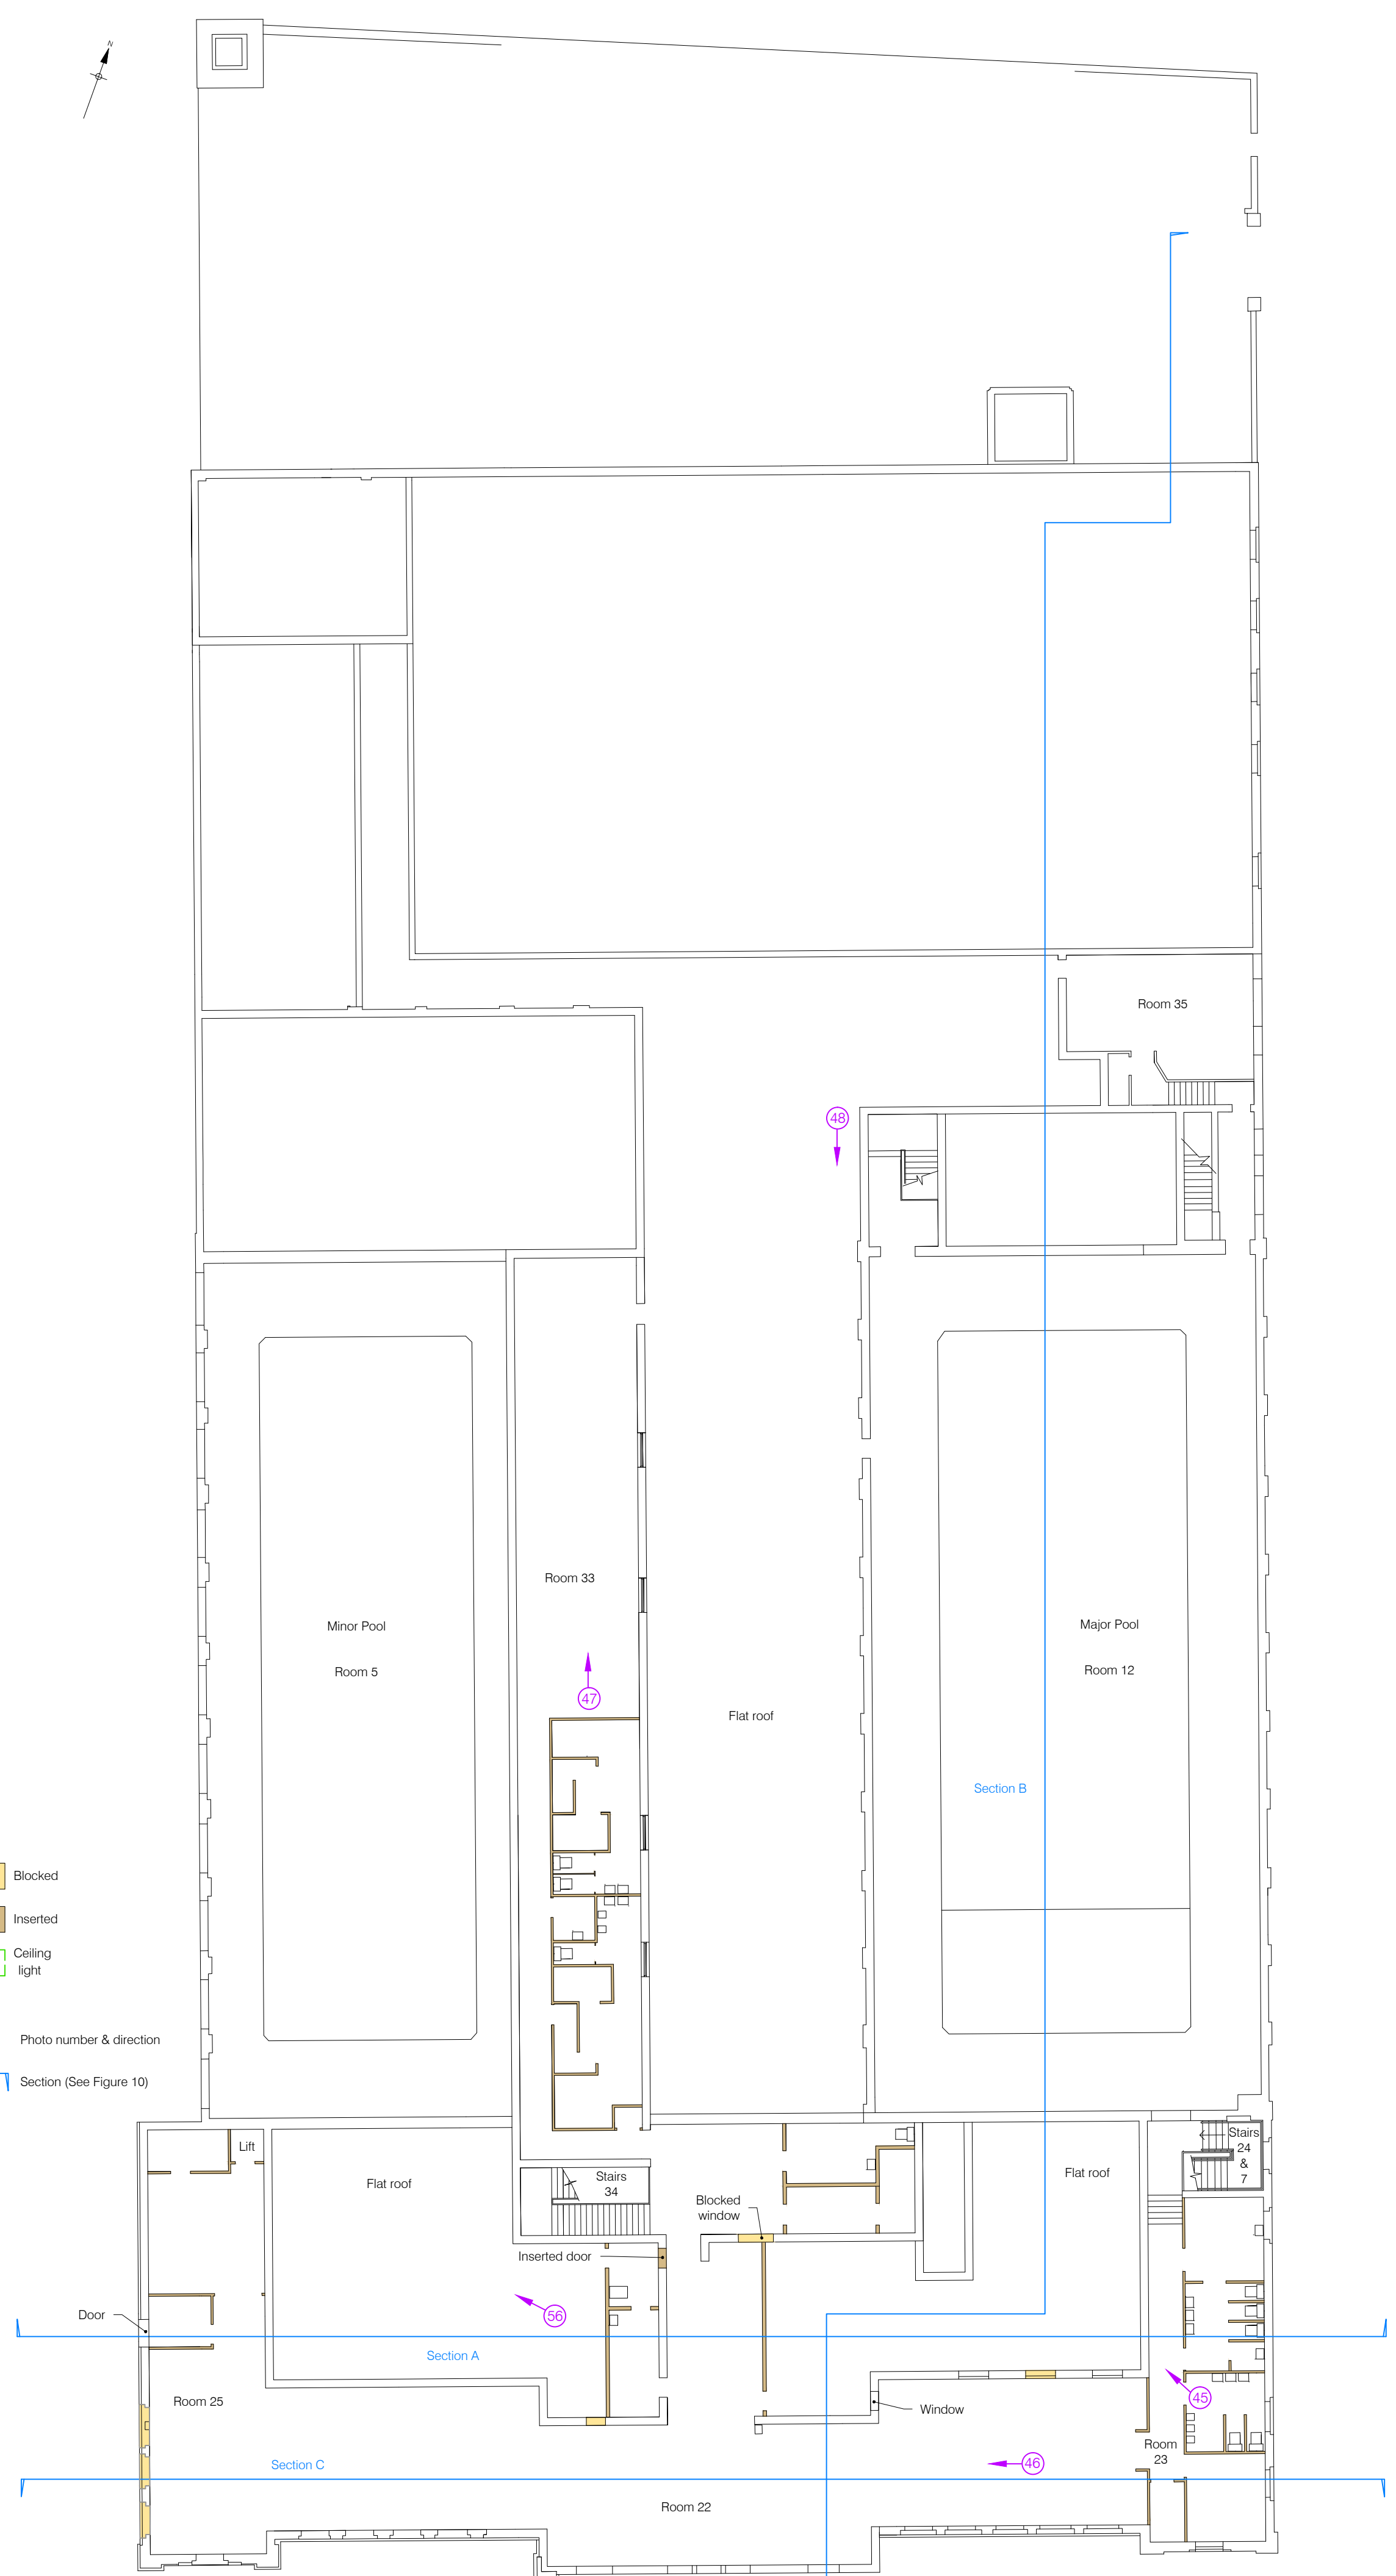 N
Room 35
48
Room 33
Minor Pool
Room 5
Major Pool
Room 12
47
Flat roof
Section B
Blocked
Inserted
Ceiling
light
Photo number & direction
Section (See Figure 10)
Lift
Flat roof
Stairs
34
Blocked
window
Flat roof
Stairs
24
&
7
Inserted door
Door
56
Section A
Room 25
Window
45
Room
23
Section C
46
Room 22